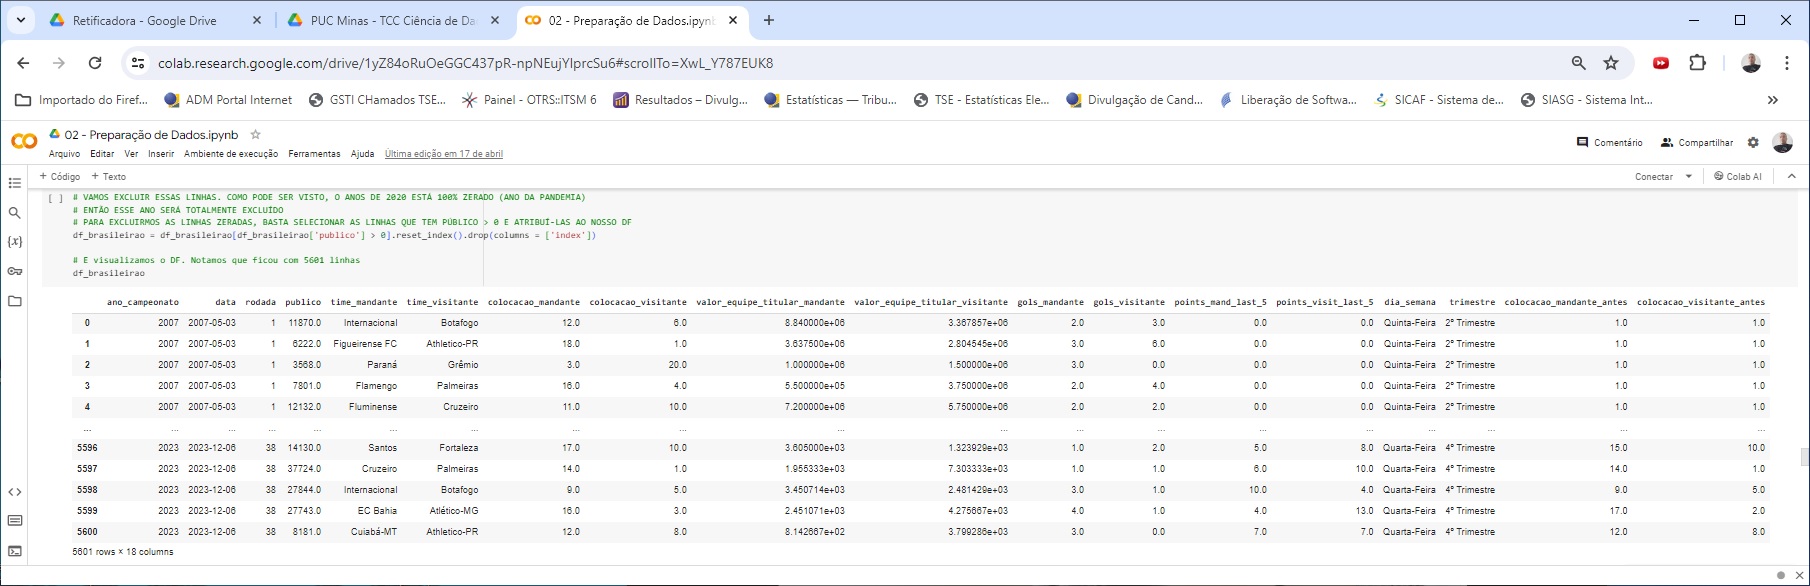 Retificadora - Google Drive
PUC Minas - TCC Ciência de Da
02 - Preparação de Dados.ipynb
colab.research.google.com/drive/1yZ84oRuOeGGC437pR-npNEujYIprcSu6#scrollTo=XwL_Y787EUK8
Importado do Firef... ADM Portal Internet GSTI CHamados TSE... Painel - OTRS::ITSM 6 Resultados – Divulg... Estatísticas — Tribu... TSE - Estatísticas Ele... Divulgação de Cand... Liberação de Softwa... SICAF - Sistema de... SIASG - Sistema Int...
02 - Preparação de Dados.ipynb
Comentário Compartilhar
Arquivo Editar Ver Inserir Ambiente de execução Ferramentas Ajuda Última edição em 17 de abril
+ Código + Texto Conectar Colab AI
[ ] # VAMOS EXCLUIR ESSAS LINHAS. COMO PODE SER VISTO, O ANOS DE 2020 ESTÁ 100% ZERADO (ANO DA PANDEMIA)
# ENTÃO ESSE ANO SERÁ TOTALMENTE EXCLUÍDO
# PARA EXCLUIRMOS AS LINHAS ZERADAS, BASTA SELECIONAR AS LINHAS QUE TEM PÚBLICO > 0 E ATRIBUÍ-LAS AO NOSSO DF
df_brasileirao = df_brasileirao[df_brasileirao['publico'] > 0].reset_index().drop(columns = ['index'])
# E visualizamos o DF. Notamos que ficou com 5601 linhas
df_brasileirao
ano_campeonato data rodada publico time_mandante time_visitante colocacao_mandante colocacao_visitante valor_equipe_titular_mandante valor_equipe_titular_visitante gols_mandante gols_visitante points_mand_last_5 points_visit_last_5 dia_semana trimestre colocacao_mandante_antes colocacao_visitante_antes
0 2007 2007-05-03 1 11870.0 Internacional Botafogo 12.0 6.0 8.840000e+06 3.367857e+06 2.0 3.0 0.0 0.0 Quinta-Feira 2º Trimestre 1.0 1.0
1 2007 2007-05-03 1 6222.0 Figueirense FC Athletico-PR 18.0 1.0 3.637500e+06 2.804545e+06 3.0 6.0 0.0 0.0 Quinta-Feira 2º Trimestre 1.0 1.0
2 2007 2007-05-03 1 3568.0 Paraná Grêmio 3.0 20.0 1.000000e+06 1.500000e+06 3.0 0.0 0.0 0.0 Quinta-Feira 2º Trimestre 1.0 1.0
3 2007 2007-05-03 1 7801.0 Flamengo Palmeiras 16.0 4.0 5.500000e+05 3.750000e+06 2.0 4.0 0.0 0.0 Quinta-Feira 2º Trimestre 1.0 1.0
4 2007 2007-05-03 1 12132.0 Fluminense Cruzeiro 11.0 10.0 7.200000e+06 5.750000e+06 2.0 2.0 0.0 0.0 Quinta-Feira 2º Trimestre 1.0 1.0
... ... ... ... ... ... ... ... ... ... ... ... ... ... ... ... ... ... ...
5596 2023 2023-12-06 38 14130.0 Santos Fortaleza 17.0 10.0 3.605000e+03 1.323929e+03 1.0 2.0 5.0 8.0 Quarta-Feira 4º Trimestre 15.0 10.0
5597 2023 2023-12-06 38 37724.0 Cruzeiro Palmeiras 14.0 1.0 1.955333e+03 7.303333e+03 1.0 1.0 6.0 10.0 Quarta-Feira 4º Trimestre 14.0 1.0
5598 2023 2023-12-06 38 27844.0 Internacional Botafogo 9.0 5.0 3.450714e+03 2.481429e+03 3.0 1.0 10.0 4.0 Quarta-Feira 4º Trimestre 9.0 5.0
5599 2023 2023-12-06 38 27743.0 EC Bahia Atlético-MG 16.0 3.0 2.451071e+03 4.275667e+03 4.0 1.0 4.0 13.0 Quarta-Feira 4º Trimestre 17.0 2.0
5600 2023 2023-12-06 38 8181.0 Cuiabá-MT Athletico-PR 12.0 8.0 8.142667e+02 3.799286e+03 3.0 0.0 7.0 7.0 Quarta-Feira 4º Trimestre 12.0 8.0
5601 rows × 18 columns